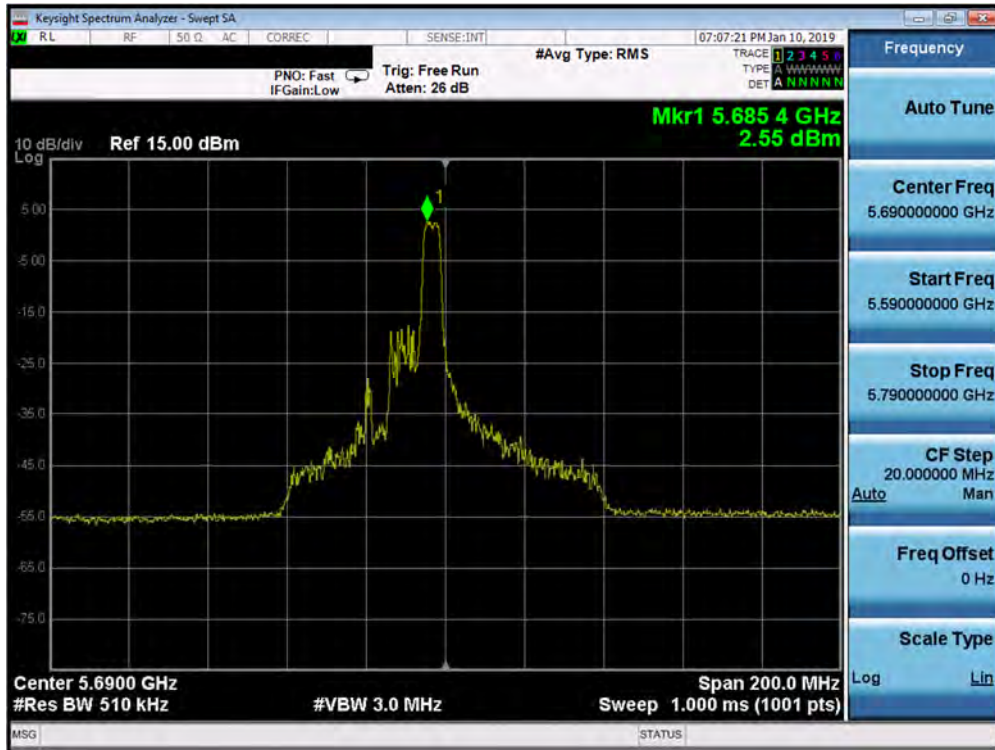 Keysight Spectrum Analyzer - Swept SA
LXI RL RF 50 Ω AC CORREC SENSE:INT 07:07:21 PM Jan 10, 2019
PNO: Fast
IFGain:Low
Trig: Free Run
Atten: 26 dB
#Avg Type: RMS
TRACE 1 2 3 4 5 6
TYPE A WWWWW
DET A N N N N N
Mkr1 5.685 4 GHz
2.55 dBm
10 dB/div
Log
Ref 15.00 dBm
1
5.00
-5.00
-15.0
-25.0
-35.0
-45.0
-55.0
-65.0
-75.0
Center 5.6900 GHz
#Res BW 510 kHz
#VBW 3.0 MHz
Span 200.0 MHz
Sweep 1.000 ms (1001 pts)
MSG
STATUS
Frequency
Auto Tune
Center Freq
5.690000000 GHz
Start Freq
5.590000000 GHz
Stop Freq
5.790000000 GHz
CF Step
20.000000 MHz
Auto Man
Freq Offset
0 Hz
Scale Type
Log Lin